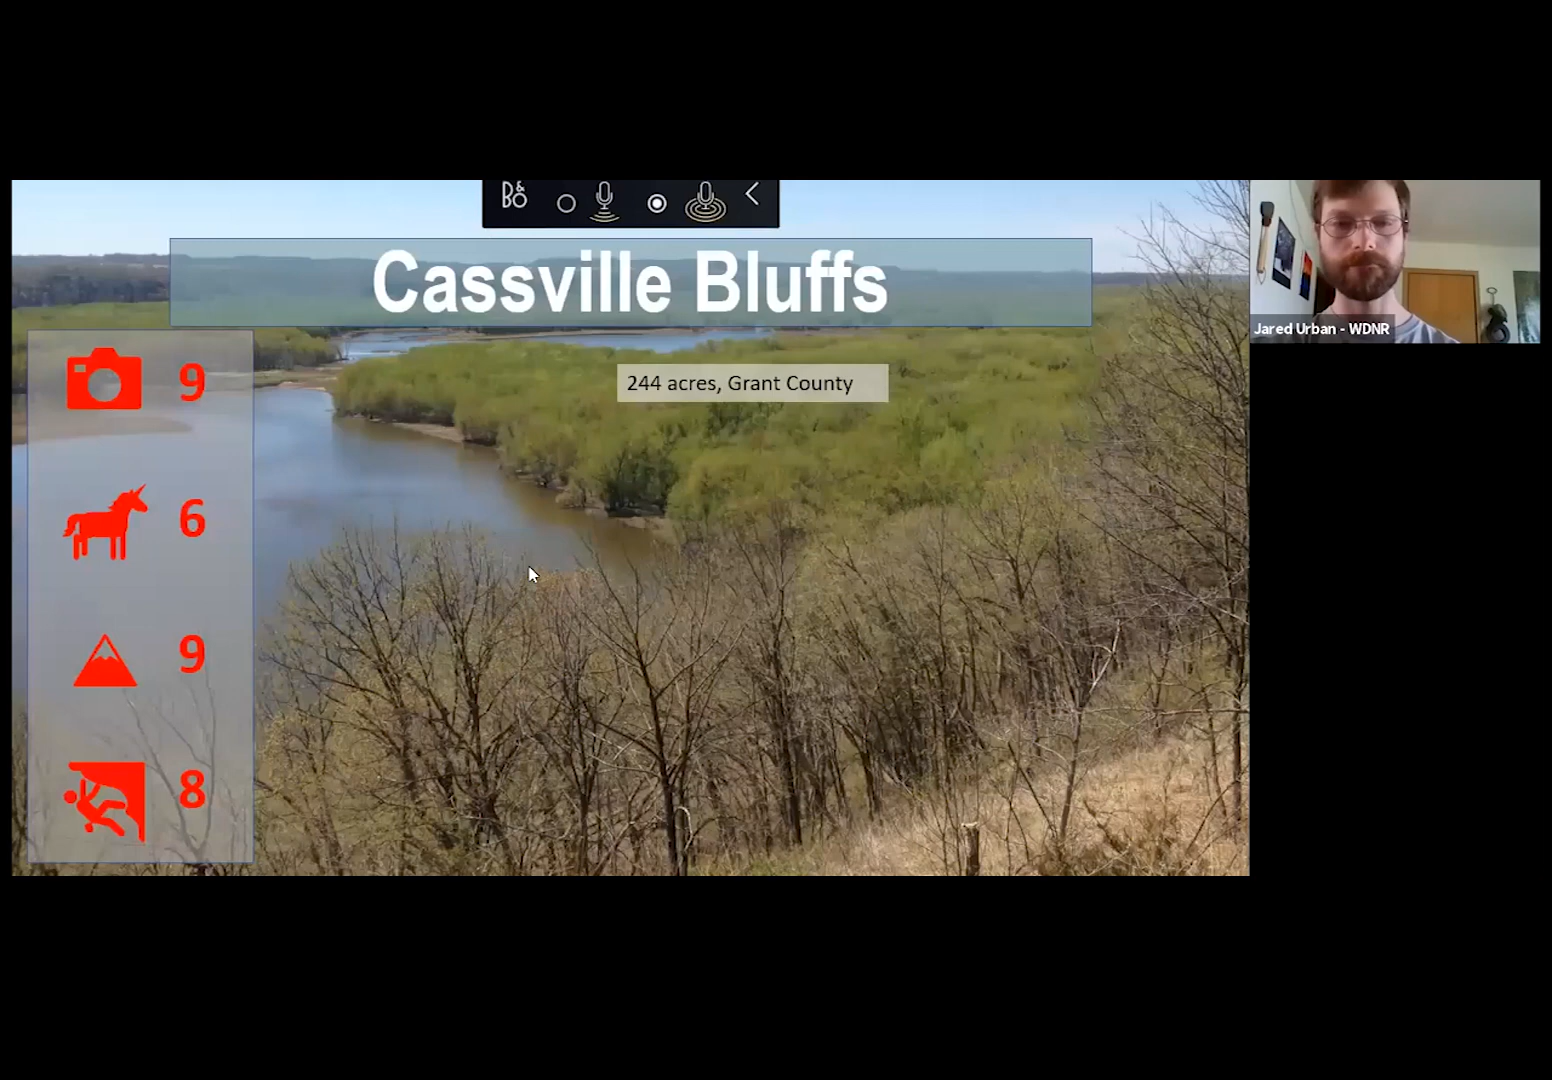 B&O
Cassville Bluffs
244 acres, Grant County
9
6
9
8
Jared Urban - WDNR